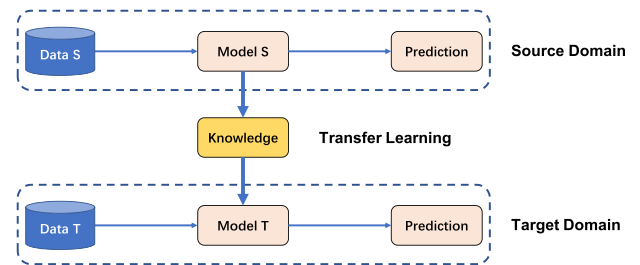 Data S
Model S
Prediction
Source Domain
Knowledge
Transfer Learning
Data T
Model T
Prediction
Target Domain